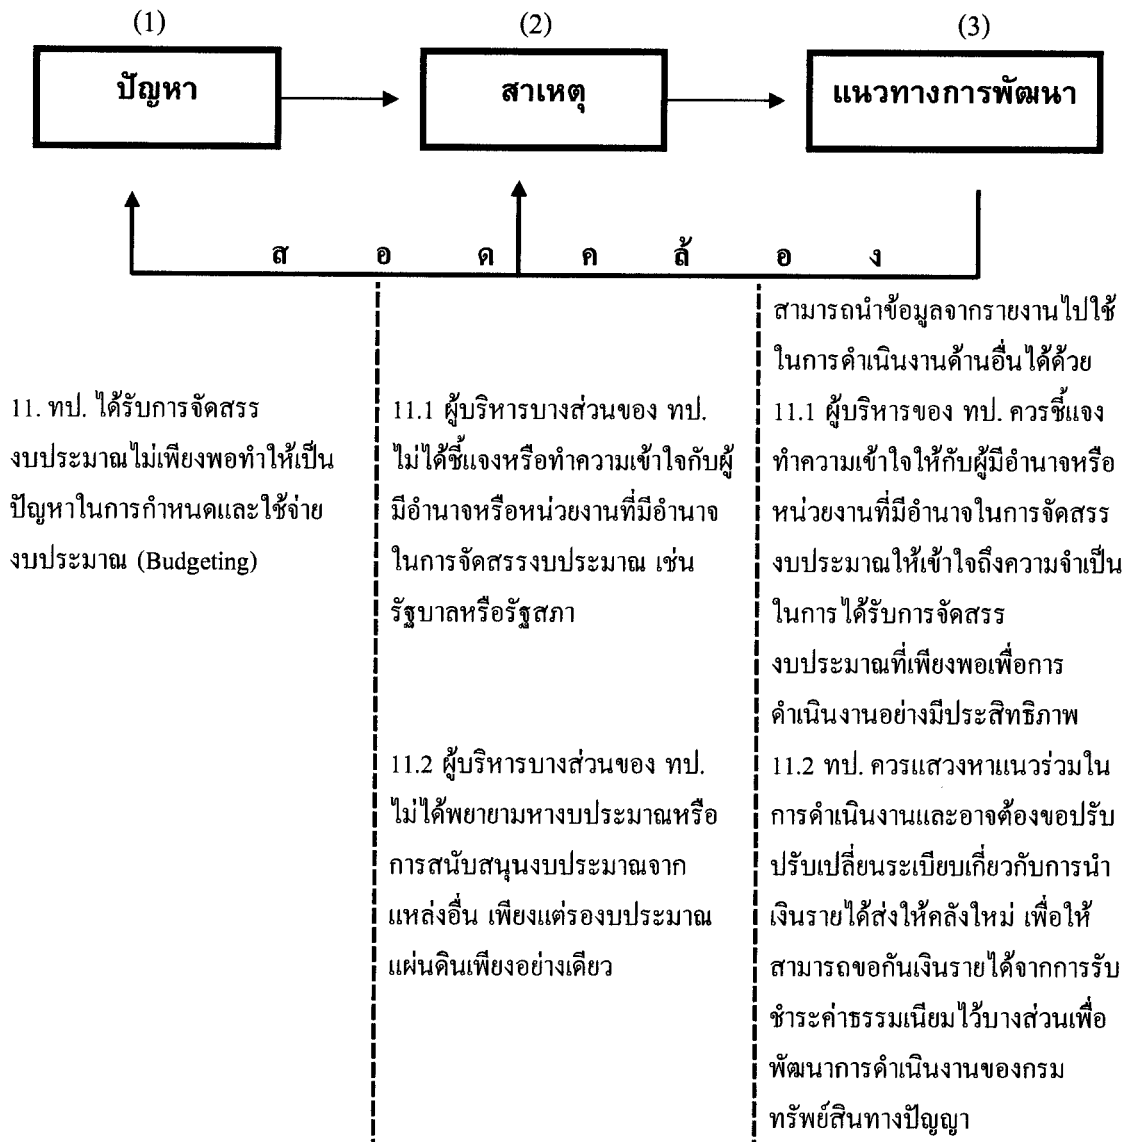 (1)
(2)
(3)
ปัญหา
สาเหตุ
แนวทางการพัฒนา
ส อ ด ค ล้ อ ง
สามารถนำข้อมูลจากรายงานไปใช้
ในการดำเนินงานด้านอื่นได้ด้วย
11. ทป. ได้รับการจัดสรร
งบประมาณไม่เพียงพอทำให้เป็น
ปัญหาในการกำหนดและใช้จ่าย
งบประมาณ (Budgeting)
11.1 ผู้บริหารบางส่วนของ ทป.
ไม่ได้ชี้แจงหรือทำความเข้าใจกับผู้
มีอำนาจหรือหน่วยงานที่มีอำนาจ
ในการจัดสรรงบประมาณ เช่น
รัฐบาลหรือรัฐสภา
11.1 ผู้บริหารของ ทป. ควรชี้แจง
ทำความเข้าใจให้กับผู้มีอำนาจหรือ
หน่วยงานที่มีอำนาจในการจัดสรร
งบประมาณให้เข้าใจถึงความจำเป็น
ในการได้รับการจัดสรร
งบประมาณที่เพียงพอเพื่อการ
ดำเนินงานอย่างมีประสิทธิภาพ
11.2 ผู้บริหารบางส่วนของ ทป.
ไม่ได้พยายามหางบประมาณหรือ
การสนับสนุนงบประมาณจาก
แหล่งอื่น เพียงแต่รองบประมาณ
แผ่นดินเพียงอย่างเดียว
11.2 ทป. ควรแสวงหาแนวร่วมใน
การดำเนินงานและอาจต้องขอปรับ
ปรับเปลี่ยนระเบียบเกี่ยวกับการนำ
เงินรายได้ส่งให้คลังใหม่ เพื่อให้
สามารถขอกันเงินรายได้จากการรับ
ชำระค่าธรรมเนียมไว้บางส่วนเพื่อ
พัฒนาการดำเนินงานของกรม
ทรัพย์สินทางปัญญา